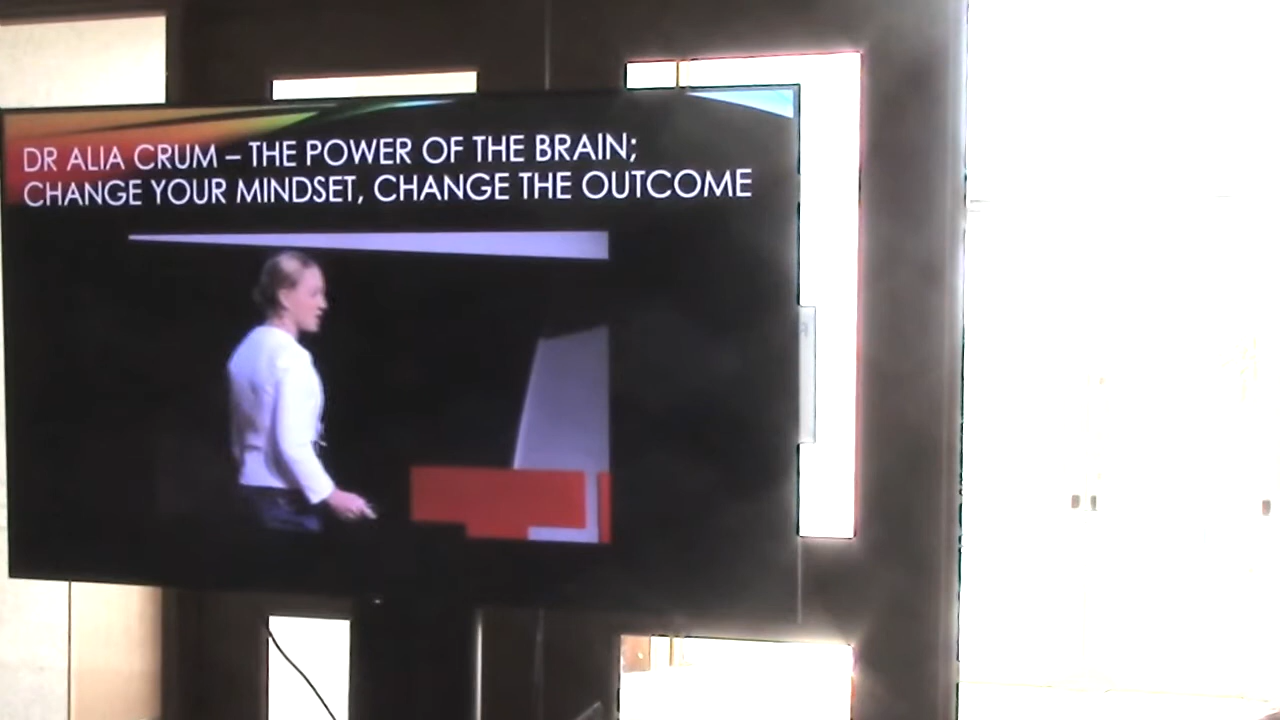 DR ALIA CRUM – THE POWER OF THE BRAIN;
CHANGE YOUR MINDSET, CHANGE THE OUTCOME